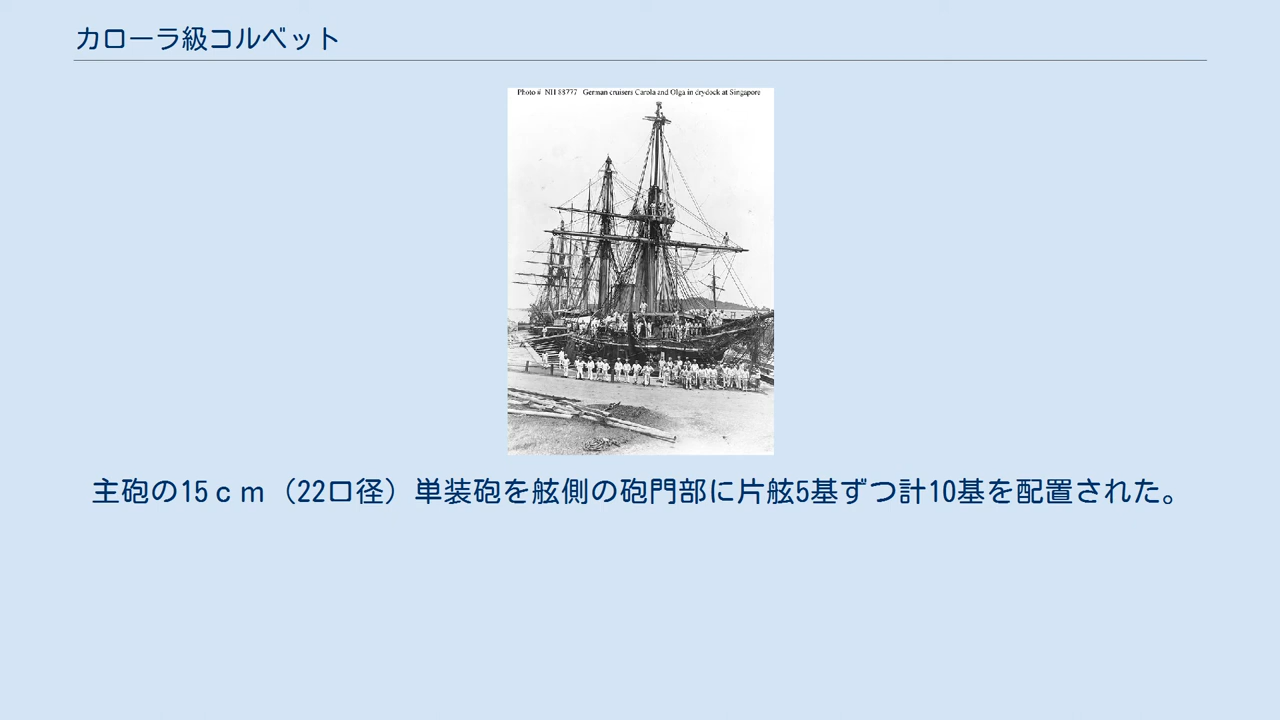 カローラ級コルベット
Photo # NH 88777 German cruisers Carola and Olga in drydock at Singapore
主砲の15ｃｍ（22口径）単装砲を舷側の砲門部に片舷5基ずつ計10基を配置された。